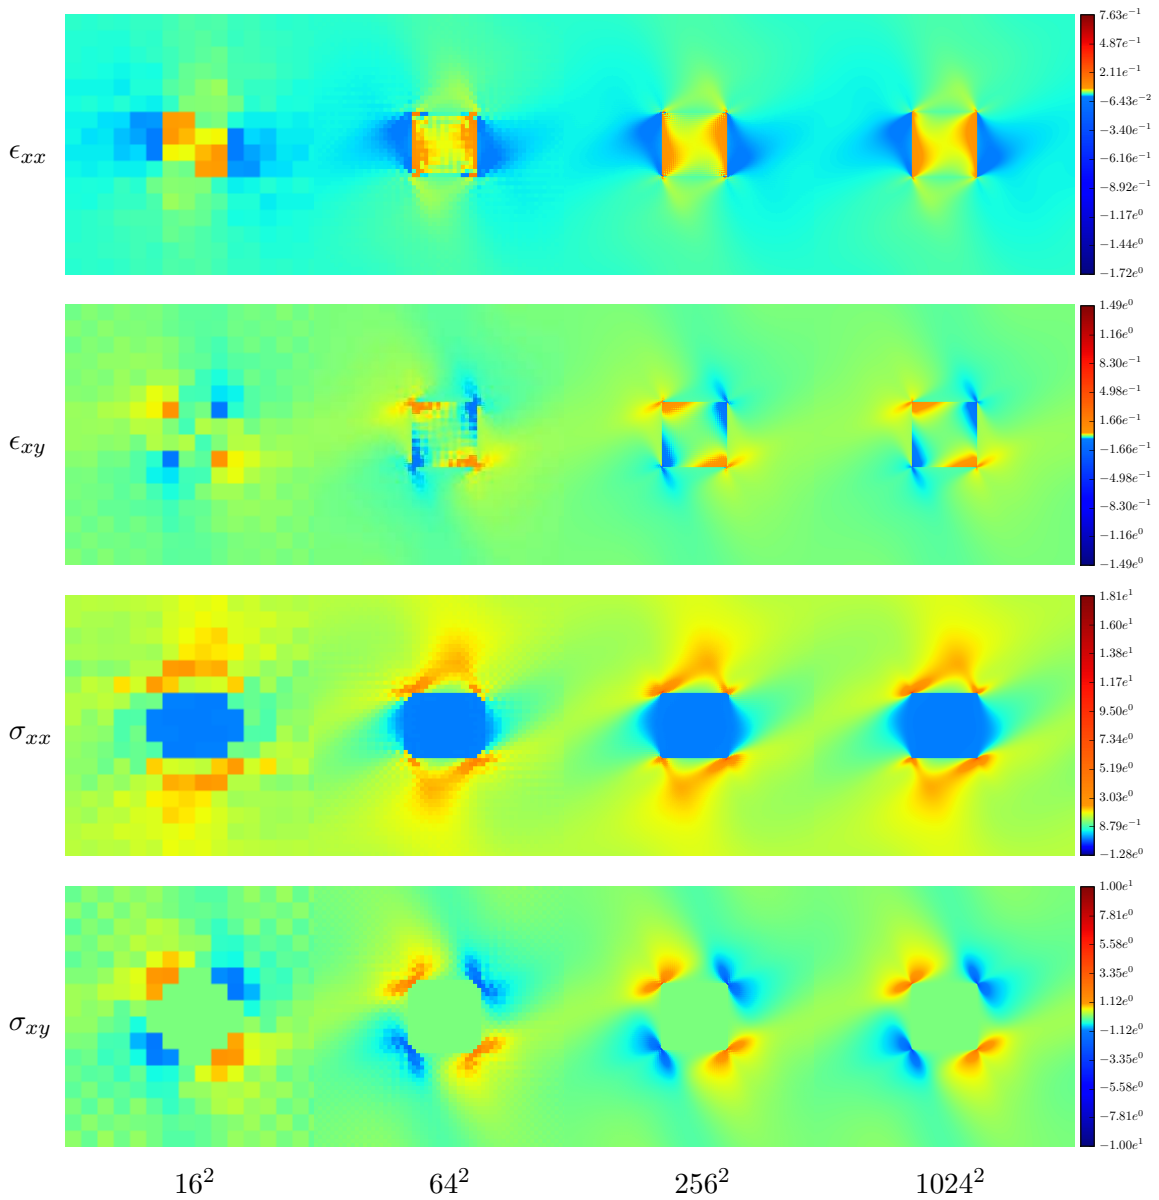 7.63e⁻¹
4.87e⁻¹
2.11e⁻¹
−6.43e⁻²
−3.40e⁻¹
−6.16e⁻¹
−8.92e⁻¹
−1.17e⁰
−1.44e⁰
−1.72e⁰
ϵxx
1.49e⁰
1.16e⁰
8.30e⁻¹
4.98e⁻¹
1.66e⁻¹
−1.66e⁻¹
−4.98e⁻¹
−8.30e⁻¹
−1.16e⁰
−1.49e⁰
ϵxy
1.81e¹
1.60e¹
1.38e¹
1.17e¹
9.50e⁰
7.34e⁰
5.19e⁰
3.03e⁰
8.79e⁻¹
−1.28e⁰
σxx
1.00e¹
7.81e⁰
5.58e⁰
3.35e⁰
1.12e⁰
−1.12e⁰
−3.35e⁰
−5.58e⁰
−7.81e⁰
−1.00e¹
σxy
16² 64² 256² 1024²